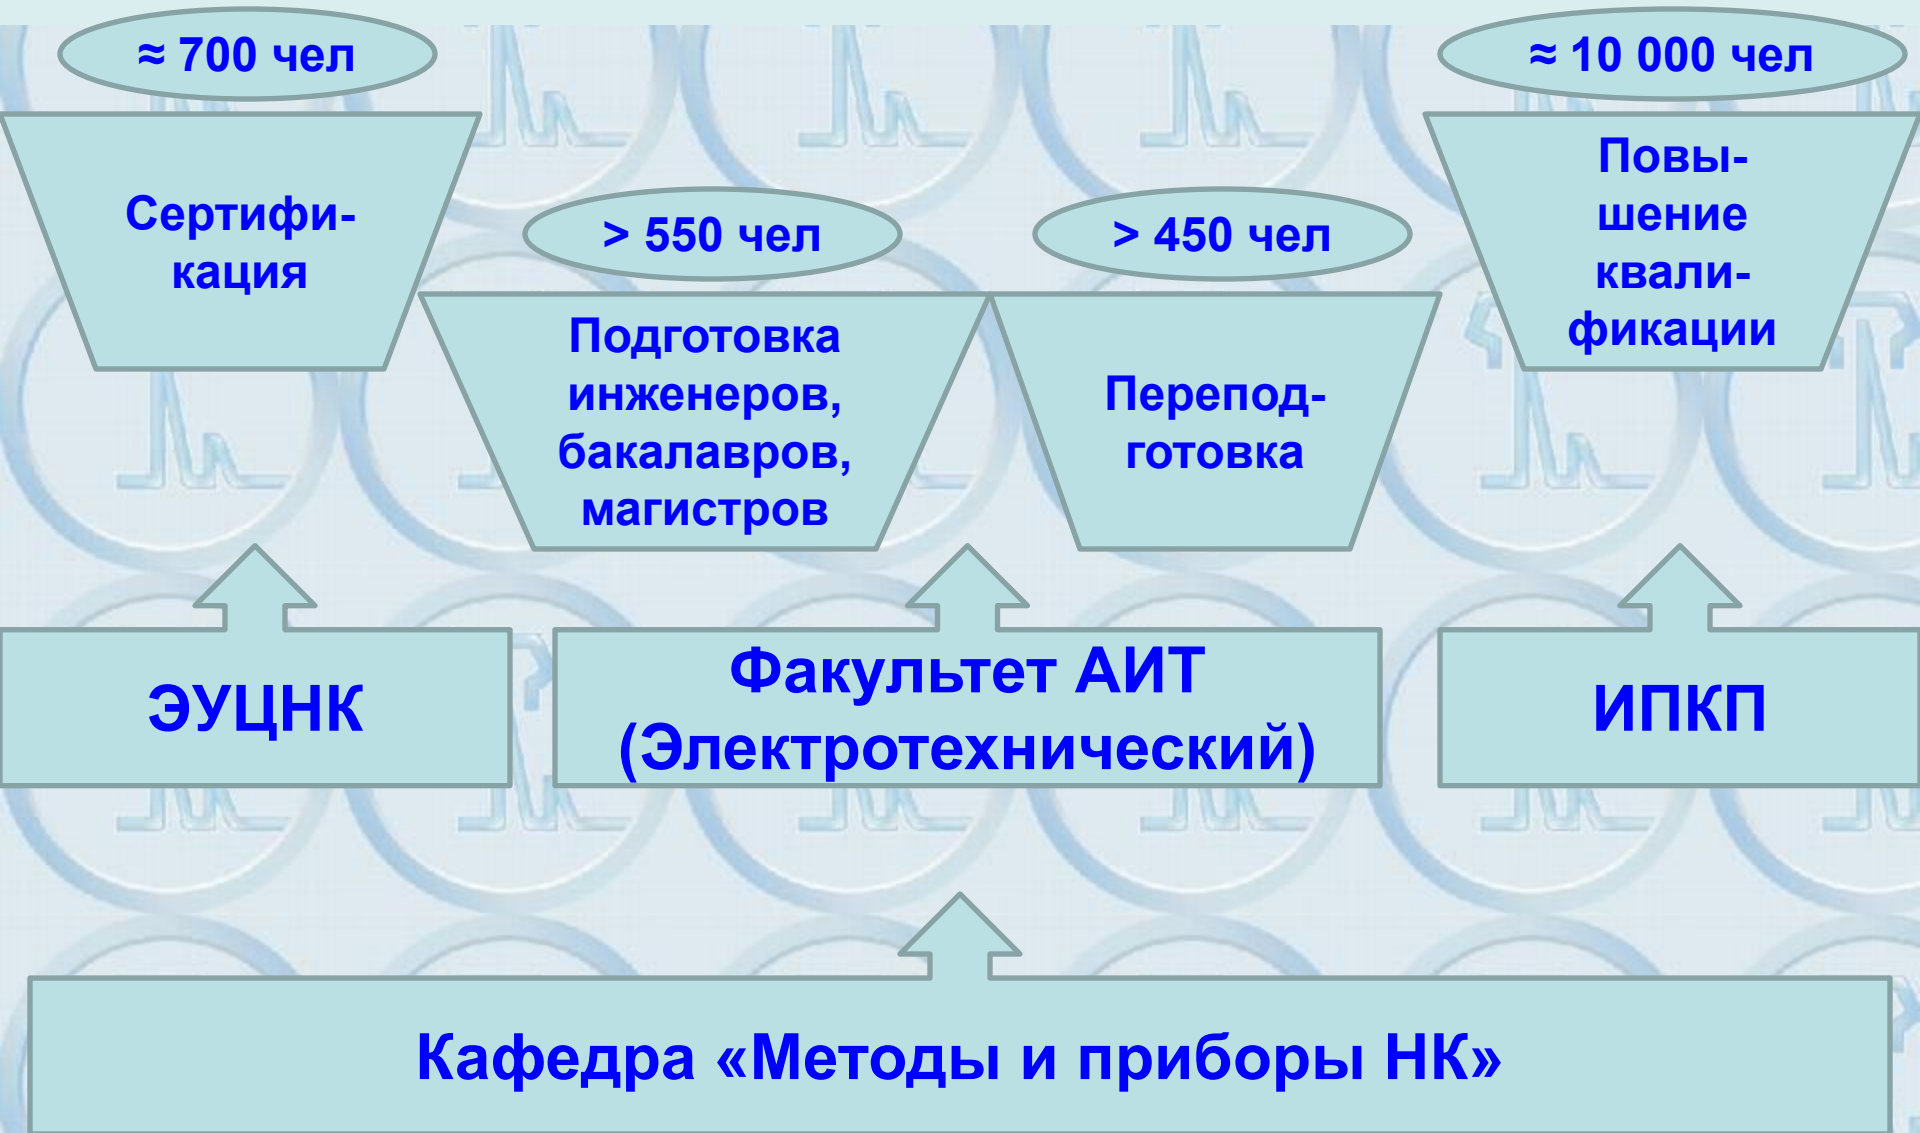 ≈ 700 чел
≈ 10 000 чел
Сертифи-
кация
> 550 чел
> 450 чел
Повы-
шение
квали-
фикации
Подготовка
инженеров,
бакалавров,
магистров
Перепод-
готовка
ЭУЦНК
Факультет АИТ
(Электротехнический)
ИПКП
Кафедра «Методы и приборы НК»